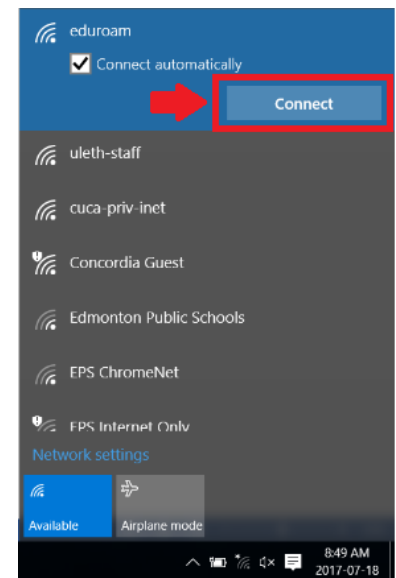 eduroam
Connect automatically
Connect
uleth-staff
cuca-priv-inet
Concordia Guest
Edmonton Public Schools
EPS ChromeNet
EPS Internet Only
Network settings
Available
Airplane mode
8:49 AM
2017-07-18